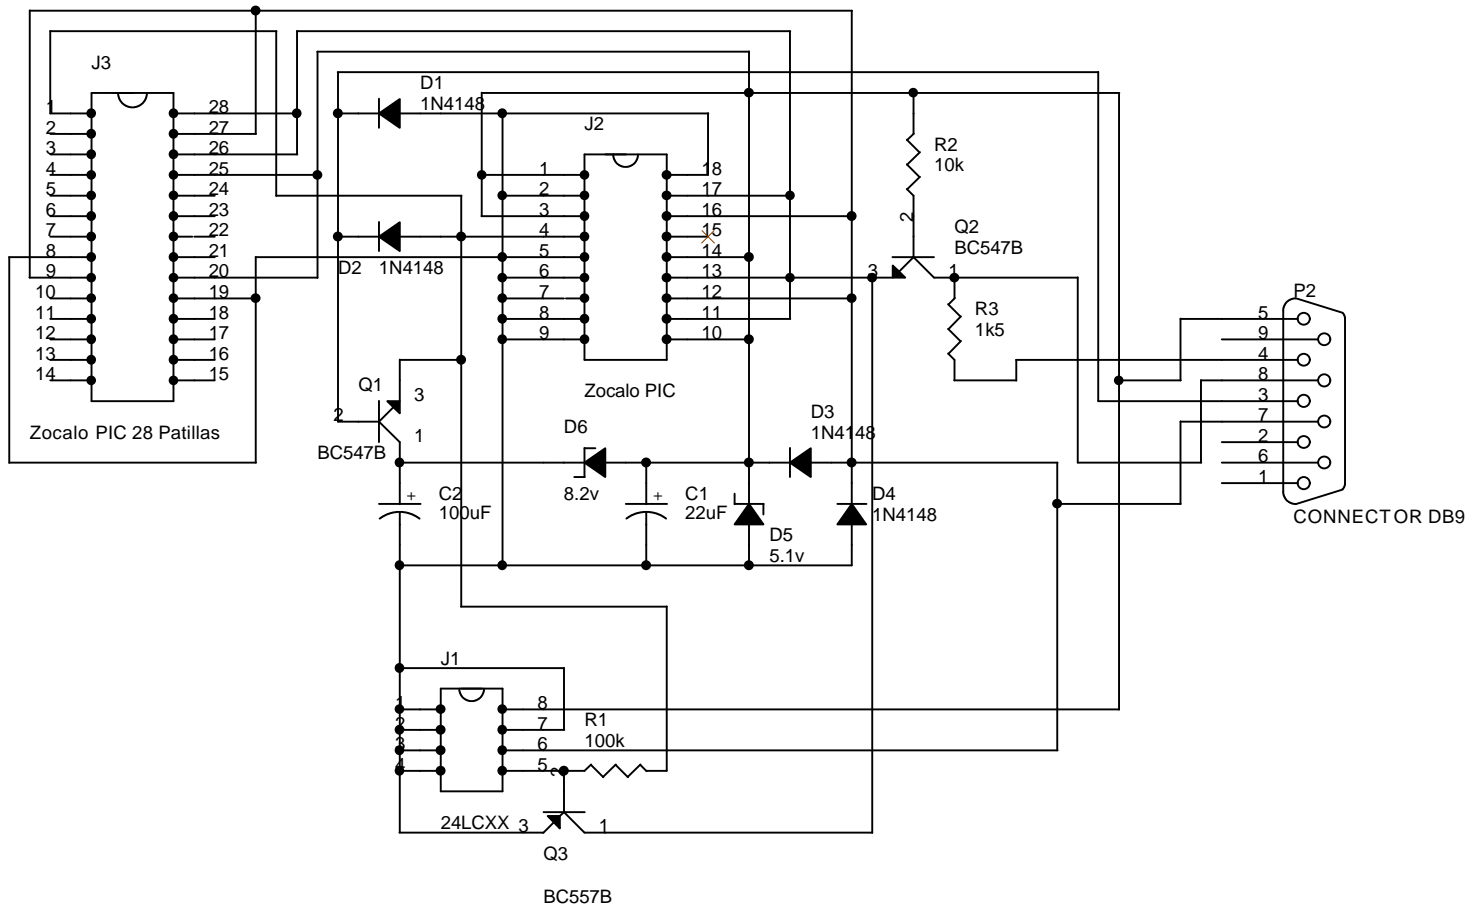 J3
1
2
3
4
5
6
7
8
9
10
11
12
13
14
28
27
26
25
24
23
22
21
20
19
18
17
16
15
Zocalo PIC 28 Patillas
D1
1N4148
D2
1N4148
J2
1
2
3
4
5
6
7
8
9
18
17
16
15
14
13
12
11
10
Zocalo PIC
R2
10k
2
Q2
BC547B
3
1
R3
1k5
P2
5
9
4
8
3
7
2
6
1
CONNECTOR DB9
Q1
3
2
1
BC547B
D6
8.2v
D3
1N4148
C2
100uF
+
C1
22uF
+
D5
5.1v
D4
1N4148
J1
1
2
3
4
8
7
6
5
R1
100k
2
24LCXX
3
1
Q3
BC557B